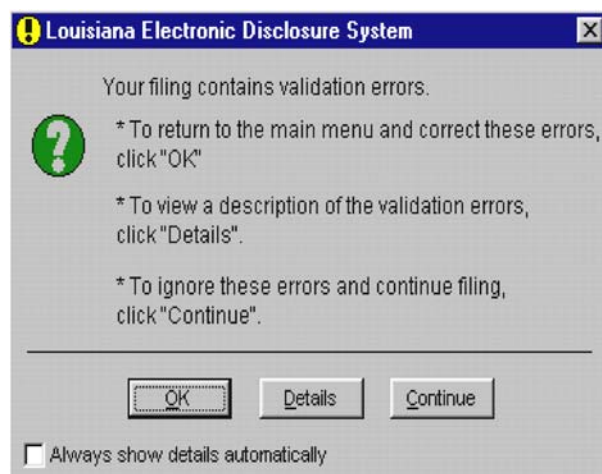 Louisiana Electronic Disclosure System
Your filing contains validation errors.
* To return to the main menu and correct these errors,
click "OK"
* To view a description of the validation errors,
click "Details".
* To ignore these errors and continue filing,
click "Continue".
OK Details Continue
Always show details automatically